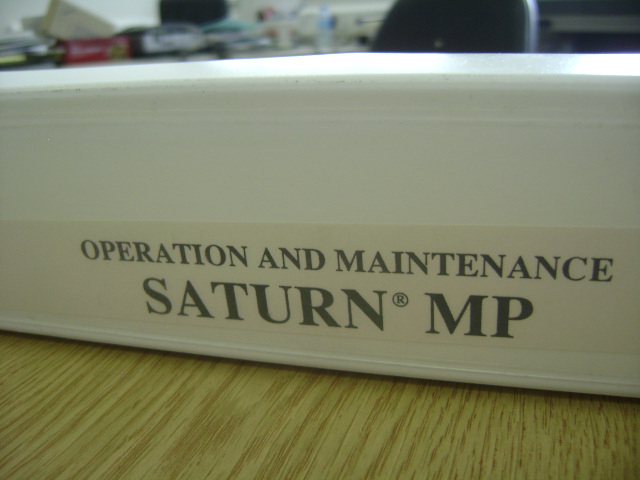 OPERATION AND MAINTENANCE
SATURN® MP